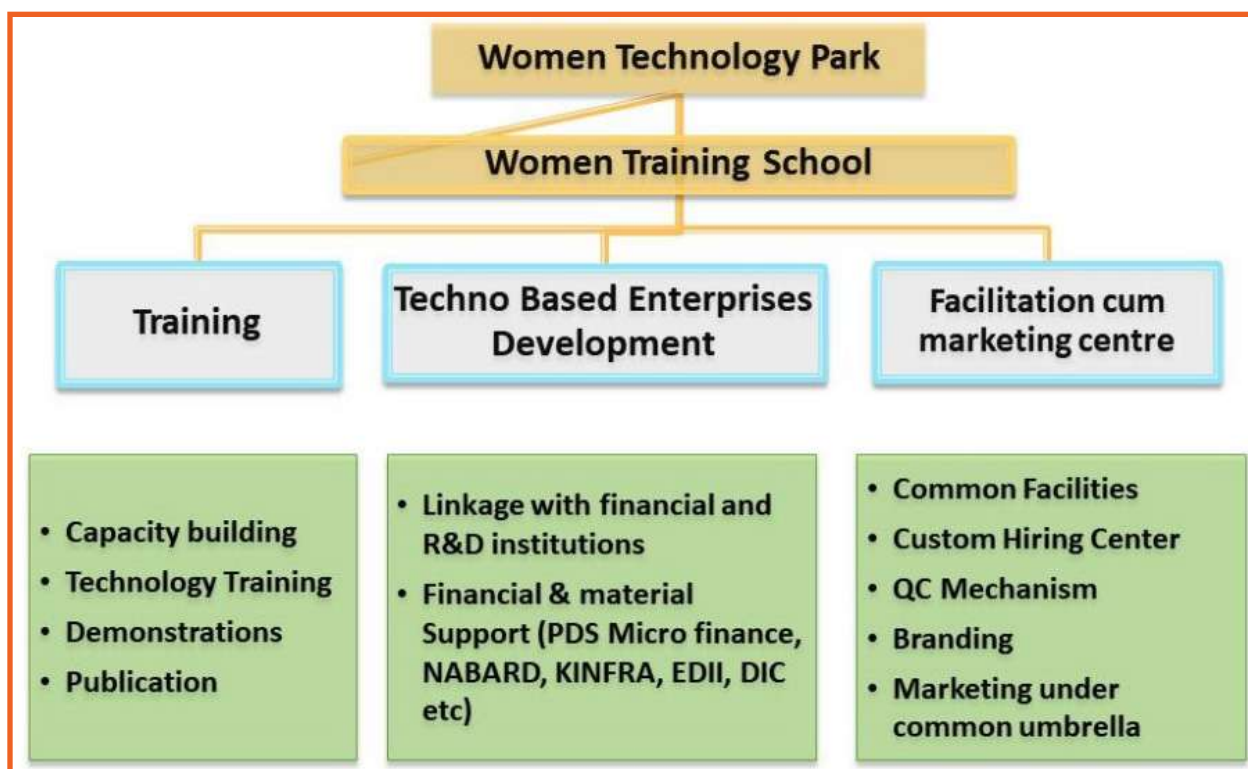 Women Technology Park
Women Training School
Training
Techno Based Enterprises
Development
Facilitation cum
marketing centre
• Capacity building
• Technology Training
• Demonstrations
• Publication
• Linkage with financial and
R&D institutions
• Financial & material
Support (PDS Micro finance,
NABARD, KINFRA, EDII, DIC
etc)
• Common Facilities
• Custom Hiring Center
• QC Mechanism
• Branding
• Marketing under
common umbrella